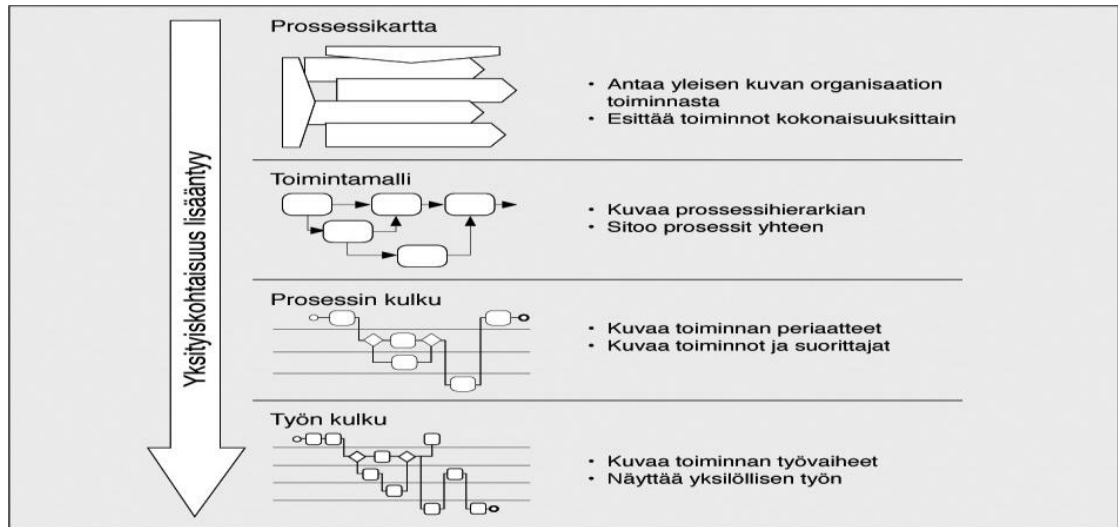 Prossessikartta
• Antaa yleisen kuvan organisaation
toiminnasta
• Esittää toiminnot kokonaisuuksittain
Yksityiskohtaisuus lisääntyy
Toimintamalli
• Kuvaa prossessihierarkian
• Sitoo prosessit yhteen
Prosessin kulku
• Kuvaa toiminnan periaatteet
• Kuvaa toiminnot ja suorittajat
Työn kulku
• Kuvaa toiminnan työvaiheet
• Näyttää yksilöllisen työn